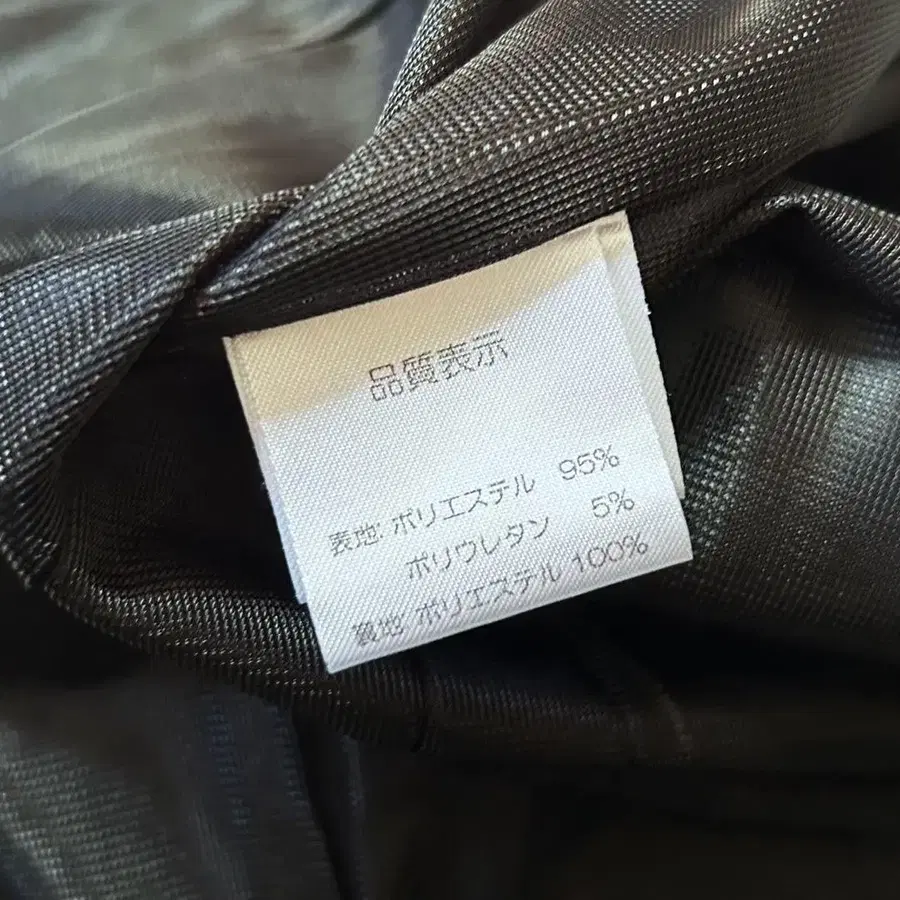 品質表示
表地: ポリエステル 95%
ポリウレタン 5%
裏地: ポリエステル 100%